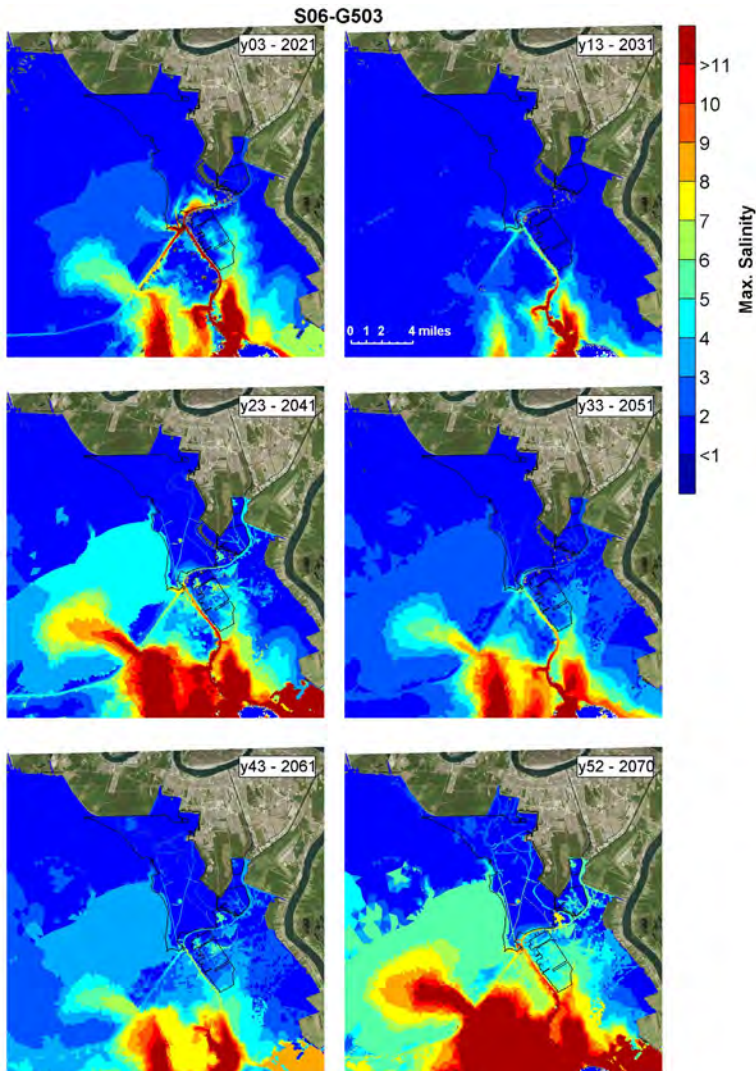 S06-G503
y03 - 2021
y13 - 2031
0 1 2 4 miles
y23 - 2041
y33 - 2051
y43 - 2061
y52 - 2070
>11
10
9
8
7
6
5
4
3
2
<1
Max. Salinity